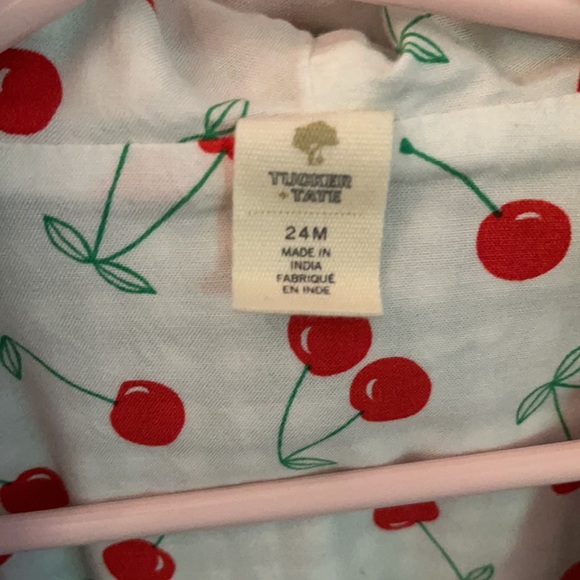 TUCKER
+ TATE
24M
MADE IN
INDIA
FABRIQUÉ
EN INDE